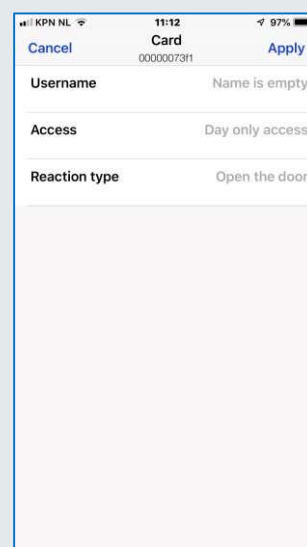 KPN NL 11:12 97%
Cancel Card Apply
00000073f1
Username Name is empty
Access Day only access
Reaction type Open the door